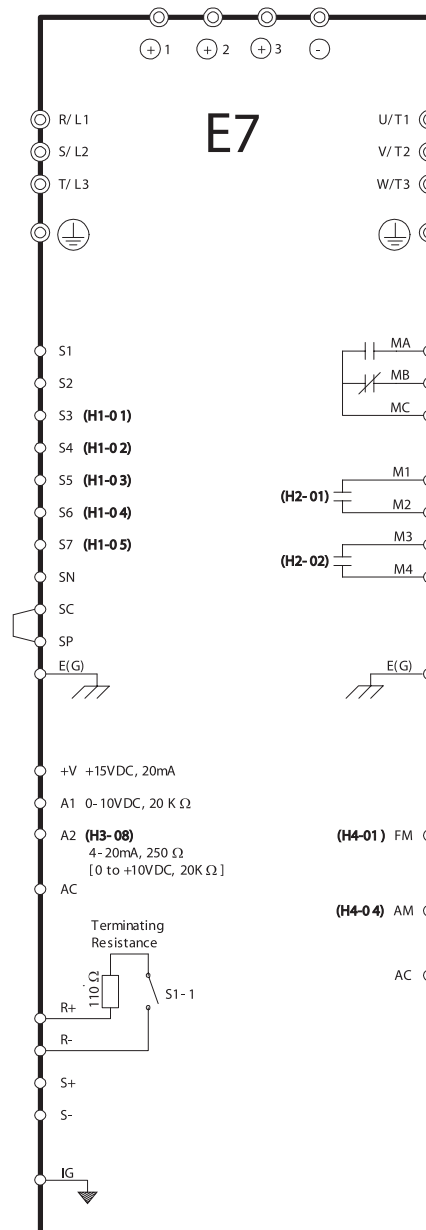 + 1 + 2 + 3 -
E7
R/ L1 U/T1
S/ L2 V/ T2
T/ L3 W/T3
S1 MA
S2 MB
S3 (H1-01) MC
S4 (H1-02)
S5 (H1-03) M1
(H2-01)
S6 (H1-04) M2
S7 (H1-05) M3
(H2-02)
SN M4
SC
SP
E(G) E(G)
+V +15VDC, 20mA
A1 0-10VDC, 20 K Ω
A2 (H3-08) (H4-01) FM
4-20mA, 250 Ω
[0 to +10VDC, 20K Ω]
AC
(H4-04) AM
Terminating
Resistance
AC
110 Ω
S1-1
R+
R-
S+
S-
IG